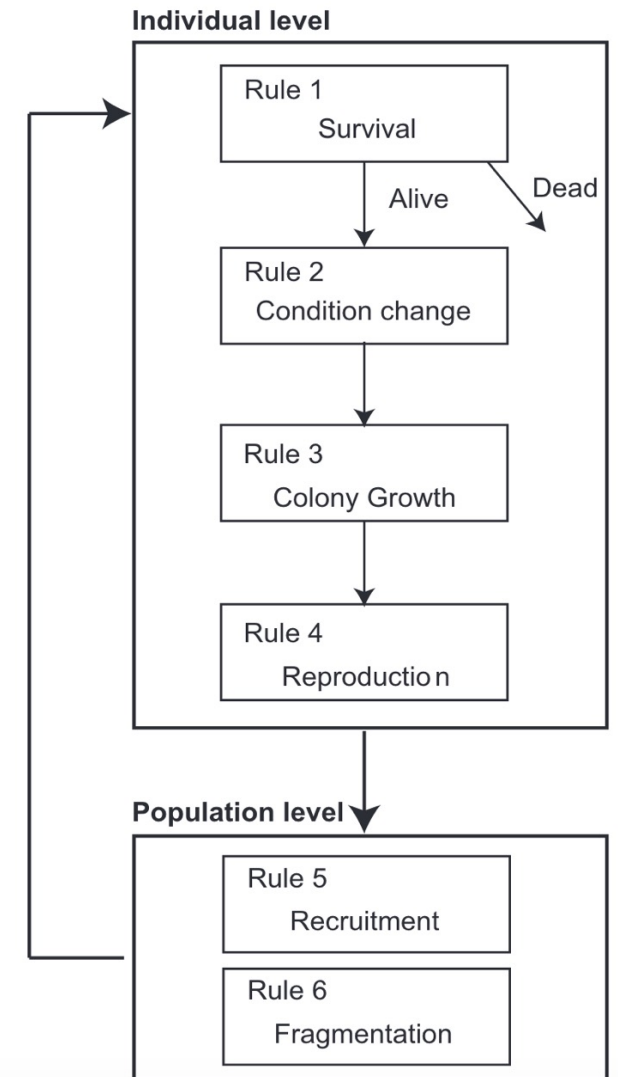 Individual level
Rule 1
Survival
Alive
Dead
Rule 2
Condition change
Rule 3
Colony Growth
Rule 4
Reproduction
Population level
Rule 5
Recruitment
Rule 6
Fragmentation